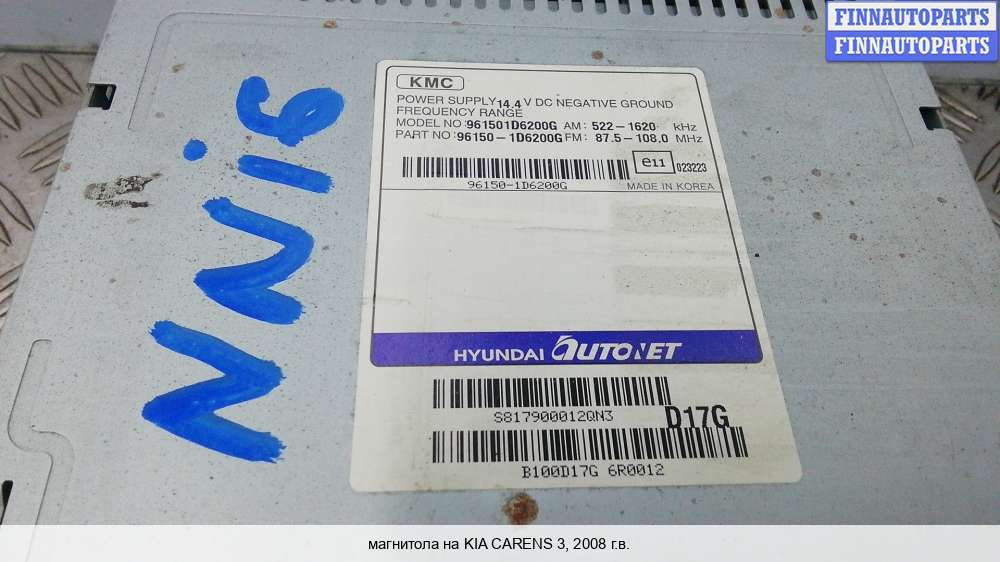 FINNAUTOPARTS
FINNAUTOPARTS
KMC
POWER SUPPLY 14.4 V DC NEGATIVE GROUND
FREQUENCY RANGE
MODEL NO: 961501D6200G AM: 522-1620 kHz
PART NO: 96150-1D6200G FM: 87.5-108.0 MHz
e11 023223
96150-1D6200G
MADE IN KOREA
HYUNDAI AUTONET
S817900012QN3
D17G
B100D17G 6R0012
магнитола на KIA CARENS 3, 2008 г.в.